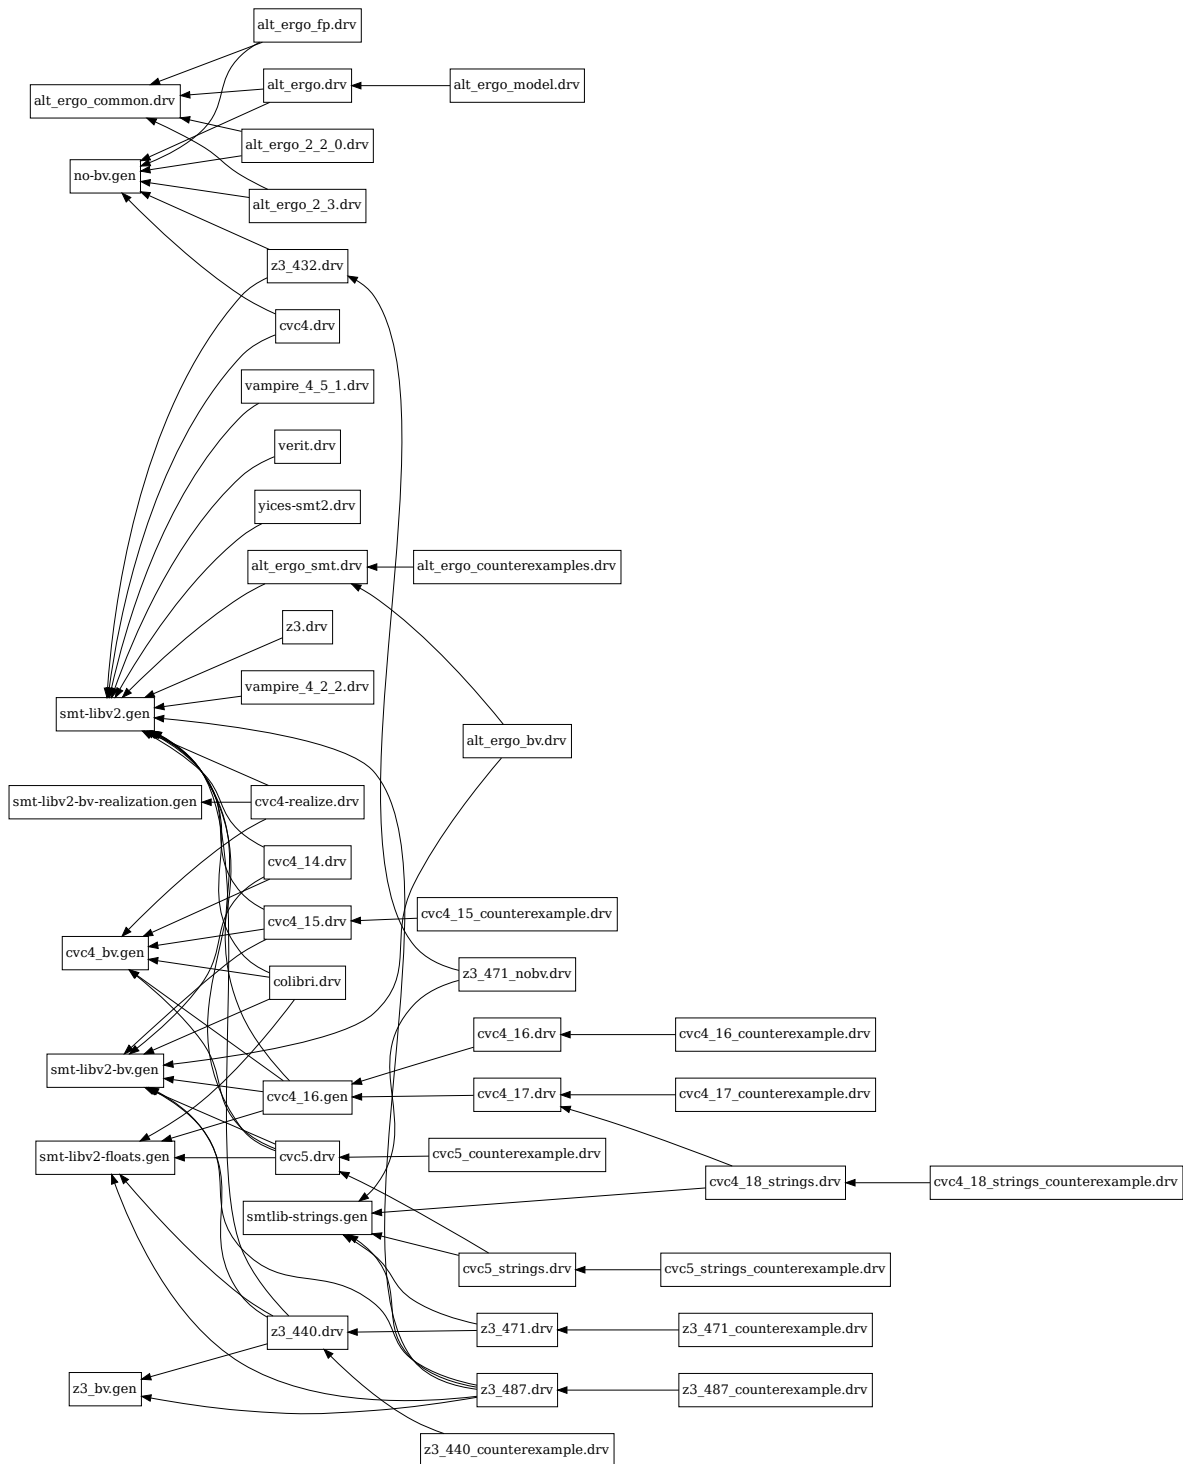 alt_ergo_fp.drv
alt_ergo.drv
alt_ergo_model.drv
alt_ergo_common.drv
alt_ergo_2_2_0.drv
no-bv.gen
alt_ergo_2_3.drv
z3_432.drv
cvc4.drv
vampire_4_5_1.drv
verit.drv
yices-smt2.drv
alt_ergo_smt.drv
alt_ergo_counterexamples.drv
z3.drv
vampire_4_2_2.drv
smt-libv2.gen
alt_ergo_bv.drv
smt-libv2-bv-realization.gen
cvc4-realize.drv
cvc4_14.drv
cvc4_15.drv
cvc4_15_counterexample.drv
cvc4_bv.gen
colibri.drv
z3_471_nobv.drv
cvc4_16.drv
cvc4_16_counterexample.drv
smt-libv2-bv.gen
cvc4_16.gen
cvc4_17.drv
cvc4_17_counterexample.drv
smt-libv2-floats.gen
cvc5.drv
cvc5_counterexample.drv
cvc4_18_strings.drv
cvc4_18_strings_counterexample.drv
smtlib-strings.gen
cvc5_strings.drv
cvc5_strings_counterexample.drv
z3_440.drv
z3_471.drv
z3_471_counterexample.drv
z3_bv.gen
z3_487.drv
z3_487_counterexample.drv
z3_440_counterexample.drv